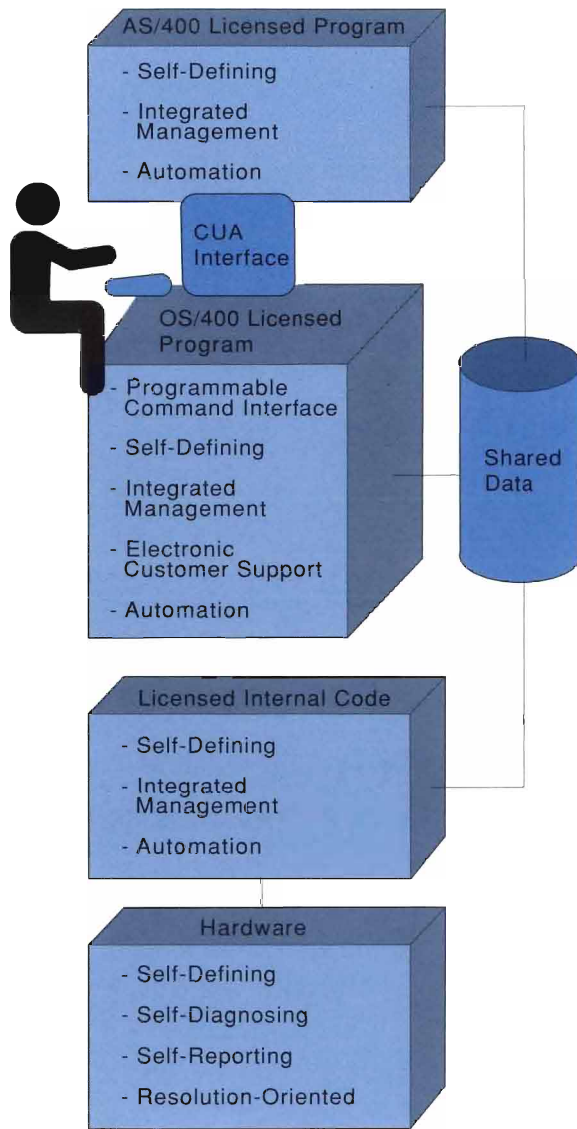 AS/400 Licensed Program
- Self-Defining
- Integrated
Management
- Automation
CUA
Interface
OS/400 Licensed
Program
- Programmable
Command Interface
- Self-Defining
- Integrated
Management
- Electronic
Customer Support
- Automation
Shared
Data
Licensed Internal Code
- Self-Defining
- Integrated
Management
- Automation
Hardware
- Self-Defining
- Self-Diagnosing
- Self-Reporting
- Resolution-Oriented